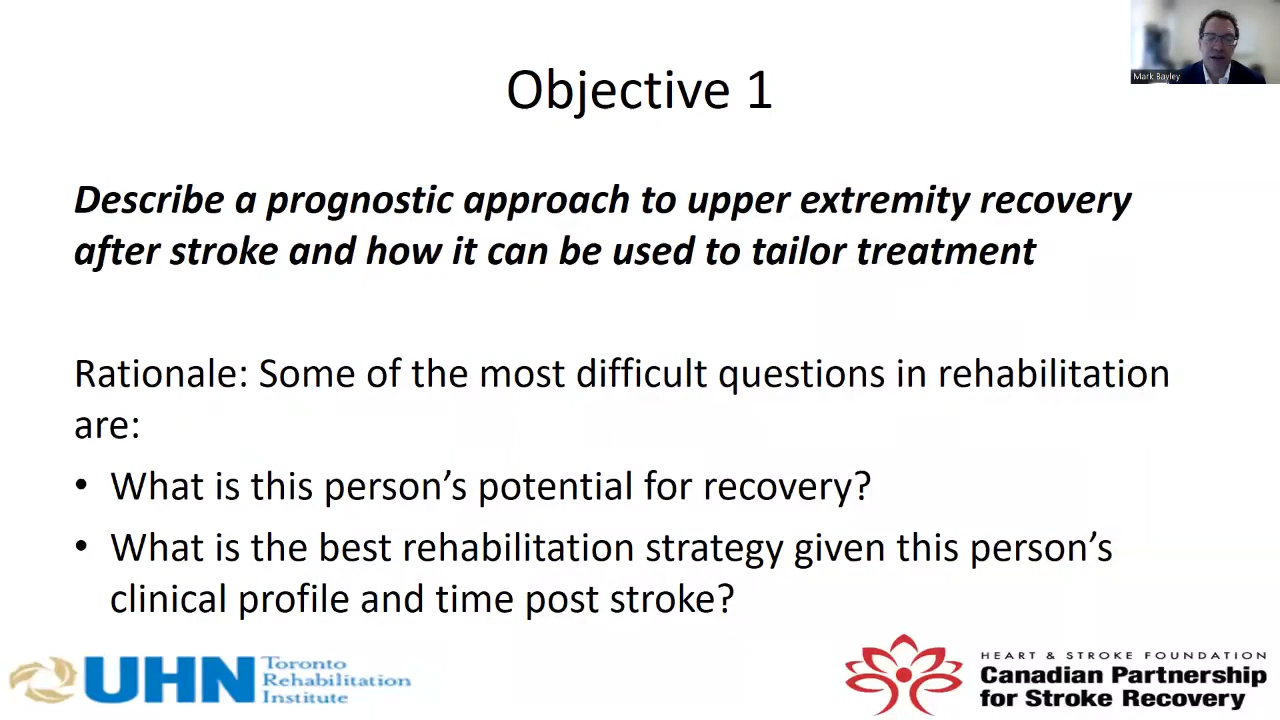 Mark Bayley
Objective 1
Describe a prognostic approach to upper extremity recovery
after stroke and how it can be used to tailor treatment
Rationale: Some of the most difficult questions in rehabilitation
are:
• What is this person’s potential for recovery?
• What is the best rehabilitation strategy given this person’s
clinical profile and time post stroke?
UHN
Toronto
Rehabilitation
Institute
HEART & STROKE FOUNDATION
Canadian Partnership
for Stroke Recovery